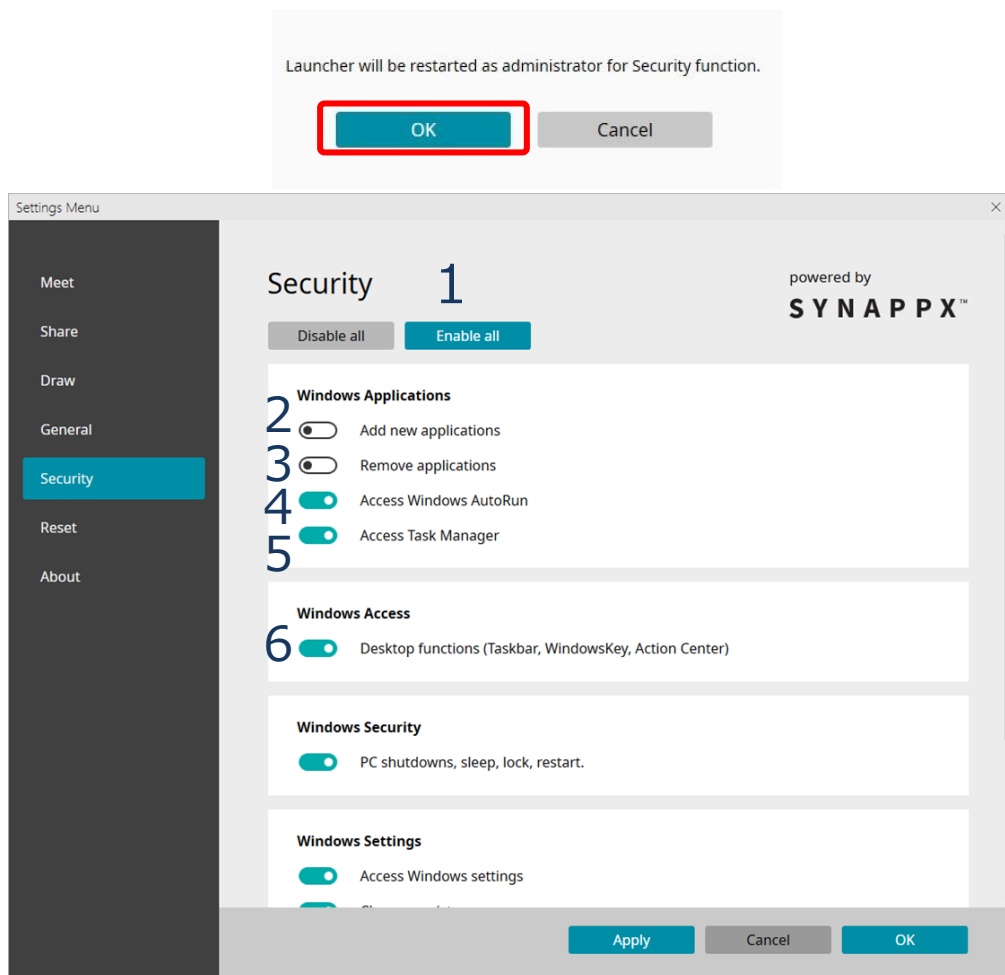 Launcher will be restarted as administrator for Security function.
OK
Cancel
Settings Menu
Meet
Share
Draw
General
Security
Reset
About
Security
1
powered by
SYNAPPX™
Disable all
Enable all
Windows Applications
2
Add new applications
3
Remove applications
4
Access Windows AutoRun
5
Access Task Manager
Windows Access
6
Desktop functions (Taskbar, WindowsKey, Action Center)
Windows Security
PC shutdowns, sleep, lock, restart.
Windows Settings
Access Windows settings
Apply
Cancel
OK